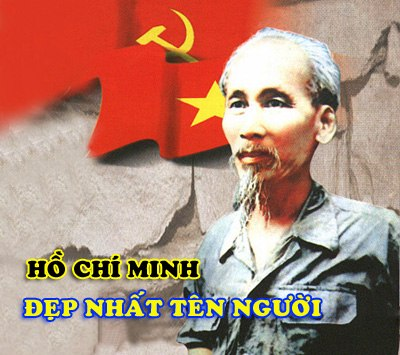 HỒ CHÍ MINH
ĐẸP NHẤT TÊN NGƯỜI